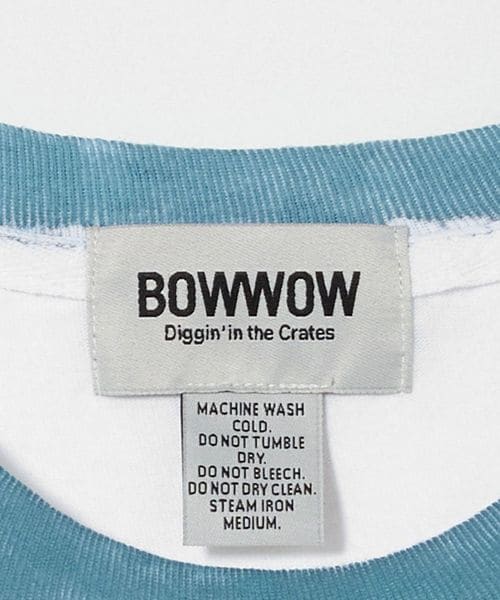 BOWWOW
Diggin' in the Crates
MACHINE WASH
COLD.
DO NOT TUMBLE
DRY.
DO NOT BLEECH.
DO NOT DRY CLEAN.
STEAM IRON
MEDIUM.